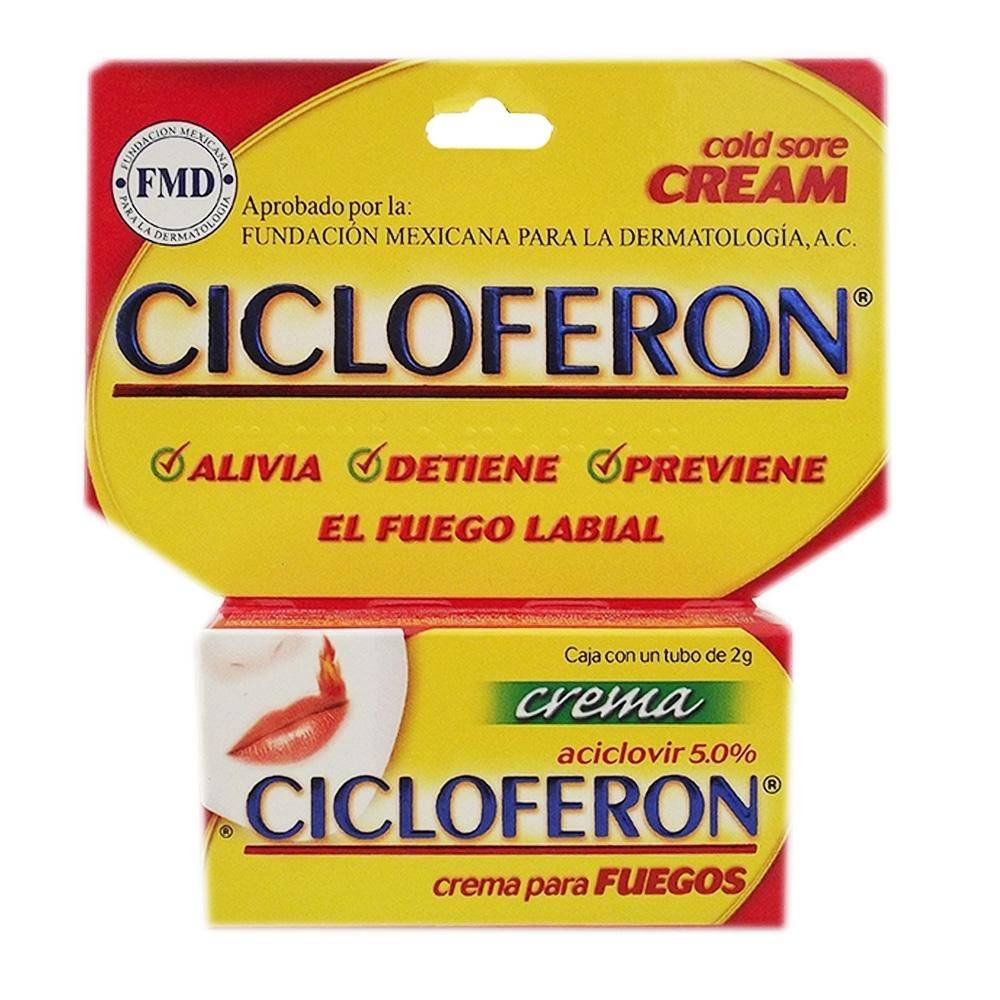 FUNDACION MEXICANA
FMD
PARA LA DERMATOLOGIA
cold sore
CREAM
Aprobado por la:
FUNDACIÓN MEXICANA PARA LA DERMATOLOGÍA, A.C.
CICLOFERON®
ALIVIA DETIENE PREVIENE
EL FUEGO LABIAL
Caja con un tubo de 2g
crema
aciclovir 5.0%
® CICLOFERON®
crema para FUEGOS